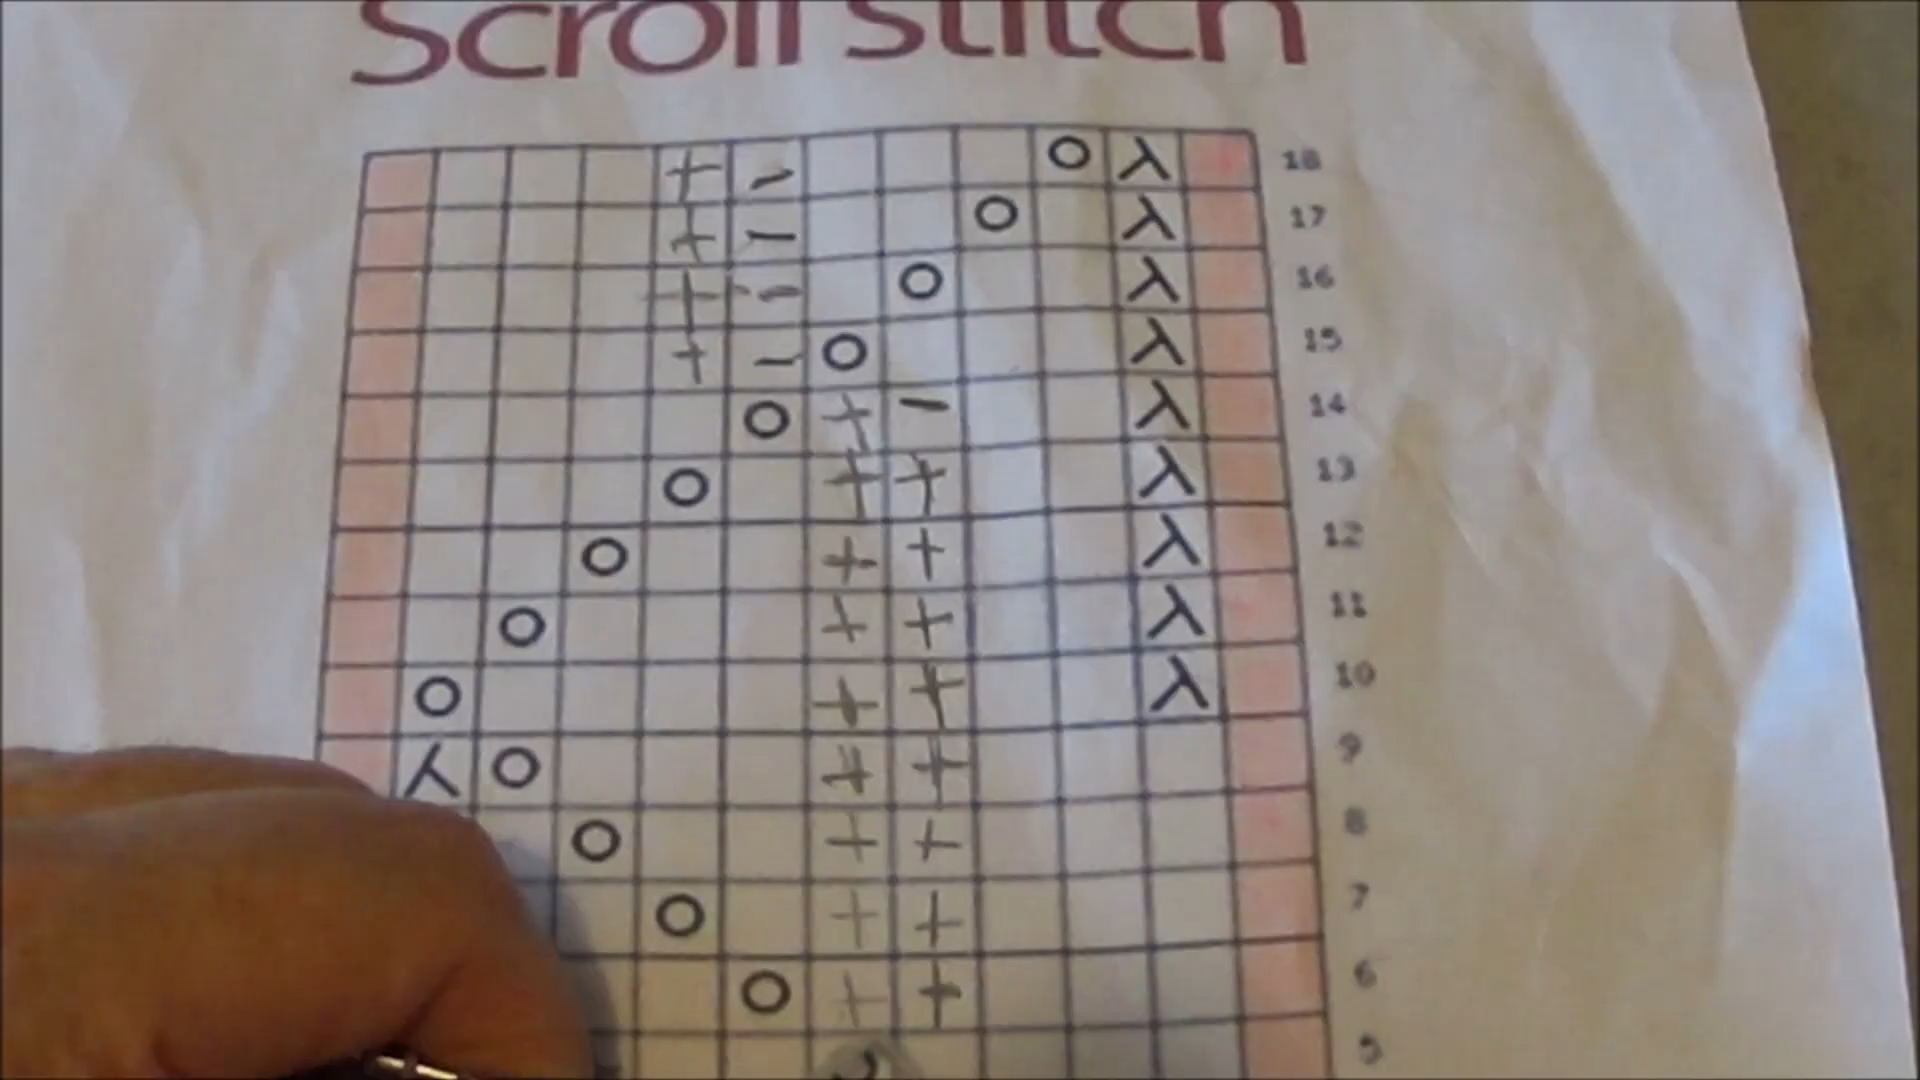 Scroll stitch
+ - O λ 18
+ - O λ 17
+ - O λ 16
+ - O λ 15
O + - λ 14
O + + λ 13
O + + λ 12
O + + λ 11
O + + λ 10
⅄ O + + 9
O + + 8
O + + 7
O + + 6
5